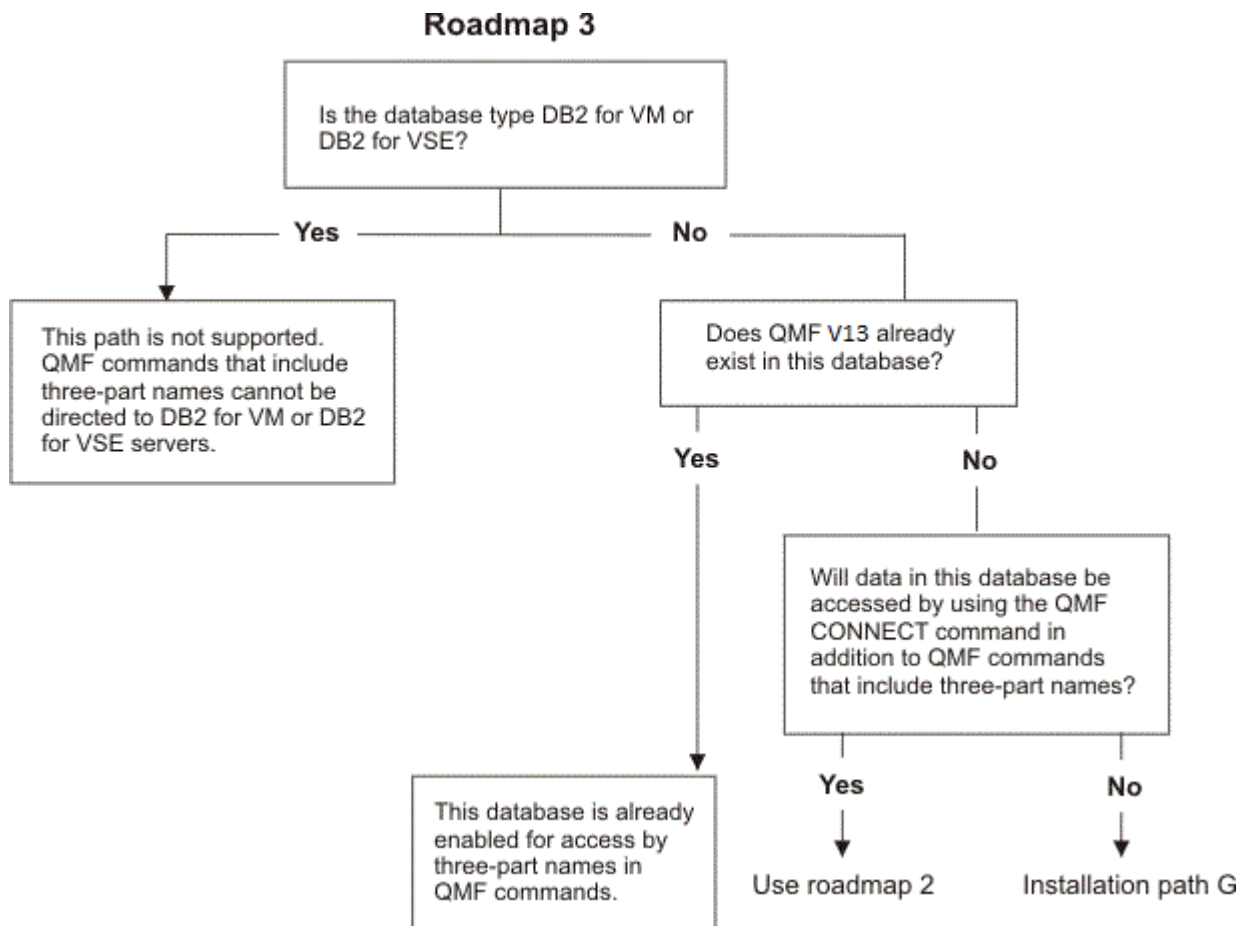 Roadmap 3
Is the database type DB2 for VM or
DB2 for VSE?
Yes
No
This path is not supported.
QMF commands that include
three-part names cannot be
directed to DB2 for VM or DB2
for VSE servers.
Does QMF V13 already
exist in this database?
Yes
No
Will data in this database be
accessed by using the QMF
CONNECT command in
addition to QMF commands
that include three-part names?
Yes
No
This database is already
enabled for access by
three-part names in
QMF commands.
Use roadmap 2
Installation path G